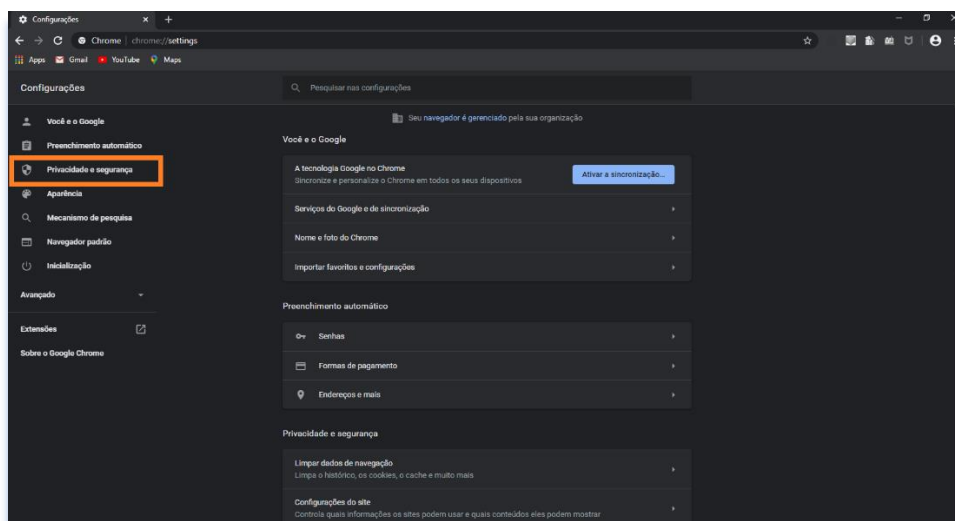 Configurações
Chrome | chrome://settings
Apps Gmail YouTube Maps
Configurações
Pesquisar nas configurações
Você e o Google
Preenchimento automático
Privacidade e segurança
Aparência
Mecanismo de pesquisa
Navegador padrão
Inicialização
Avançado
Extensões
Sobre o Google Chrome
Seu navegador é gerenciado pela sua organização
Você e o Google
A tecnologia Google no Chrome
Sincronize e personalize o Chrome em todos os seus dispositivos
Ativar a sincronização...
Serviços do Google e de sincronização
Nome e foto do Chrome
Importar favoritos e configurações
Preenchimento automático
Senhas
Formas de pagamento
Endereços e mais
Privacidade e segurança
Limpar dados de navegação
Limpa o histórico, os cookies, o cache e muito mais
Configurações do site
Controla quais informações os sites podem usar e quais conteúdos eles podem mostrar